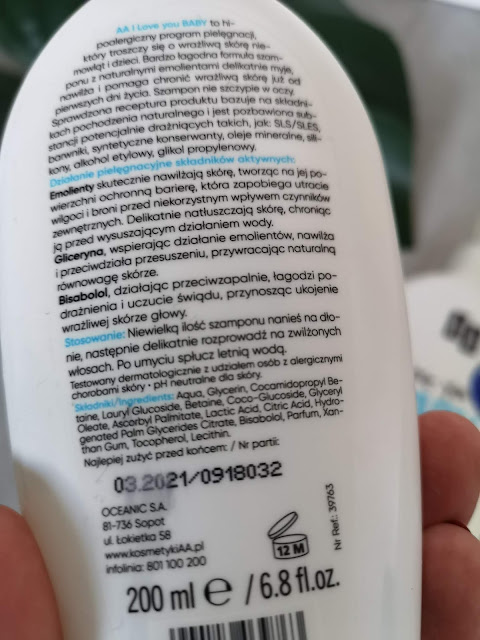 AA I Love you BABY to hi-
poalergiczny program pielęgnacji,
który troszczy się o wrażliwą skórę nie-
mowląt i dzieci. Bardzo łagodna formuła szam-
ponu z naturalnymi emolientami delikatnie myje,
nawilża i pomaga chronić wrażliwą skórę już od
pierwszych dni życia. Szampon nie szczypie w oczy.
Sprawdzona receptura produktu bazuje na składni-
kach pochodzenia naturalnego i jest pozbawiona sub-
stancji potencjalnie drażniących takich, jak: SLS/SLES,
barwniki, syntetyczne konserwanty, oleje mineralne, sili-
kony, alkohol etylowy, glikol propylenowy.
Działanie pielęgnacyjne składników aktywnych:
Emolienty skutecznie nawilżają skórę, tworząc na jej po-
wierzchni ochronną barierę, która zapobiega utracie
wilgoci i broni przed niekorzystnym wpływem czynników
zewnętrznych. Delikatnie natłuszczają skórę, chroniąc
ją przed wysuszającym działaniem wody.
Gliceryna, wspierając działanie emolientów, nawilża
i przeciwdziała przesuszeniu, przywracając naturalną
równowagę skórze.
Bisabolol, działając przeciwzapalnie, łagodzi po-
drażnienia i uczucie świądu, przynosząc ukojenie
wrażliwej skórze głowy.
Stosowanie: Niewielką ilość szamponu nanieś na dło-
nie, następnie delikatnie rozprowadź na zwilżonych
włosach. Po umyciu spłucz letnią wodą.
Testowany dermatologicznie z udziałem osób z alergicznymi
chorobami skóry • pH neutralne dla skóry.
Składniki/Ingredients: Aqua, Glycerin, Cocamidopropyl Be-
taine, Lauryl Glucoside, Betaine, Coco-Glucoside, Glyceryl
Oleate, Ascorbyl Palmitate, Lactic Acid, Citric Acid, Hydro-
genated Palm Glycerides Citrate, Bisabolol, Parfum, Xan-
than Gum, Tocopherol, Lecithin.
Najlepiej zużyć przed końcem: / Nr partii:
03.2021/0918032
OCEANIC S.A.
81-736 Sopot
ul. Łokietka 58
www.kosmetykiAA.pl
infolinia: 801 100 200
12 M
Nr Ref.: 39763
200 ml e / 6.8 fl.oz.